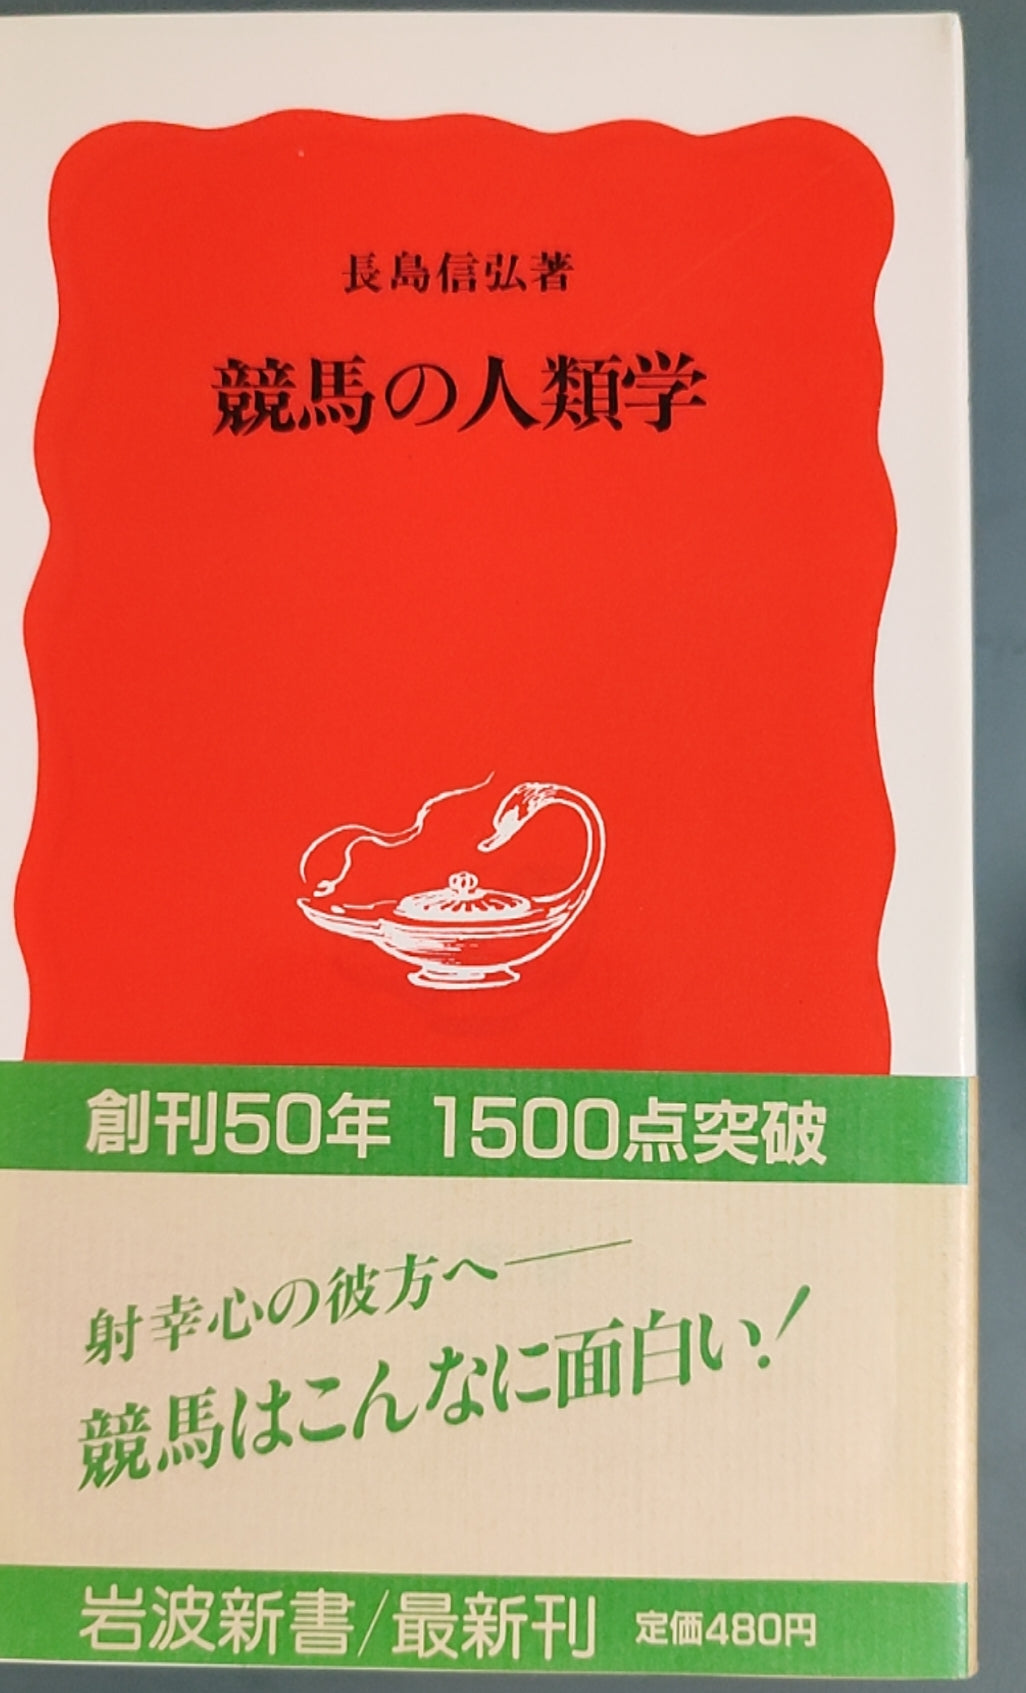 長島信弘著
競馬の人類学
創刊50年 1500点突破
射幸心の彼方へ――
競馬はこんなに面白い!
岩波新書/最新刊 定価480円